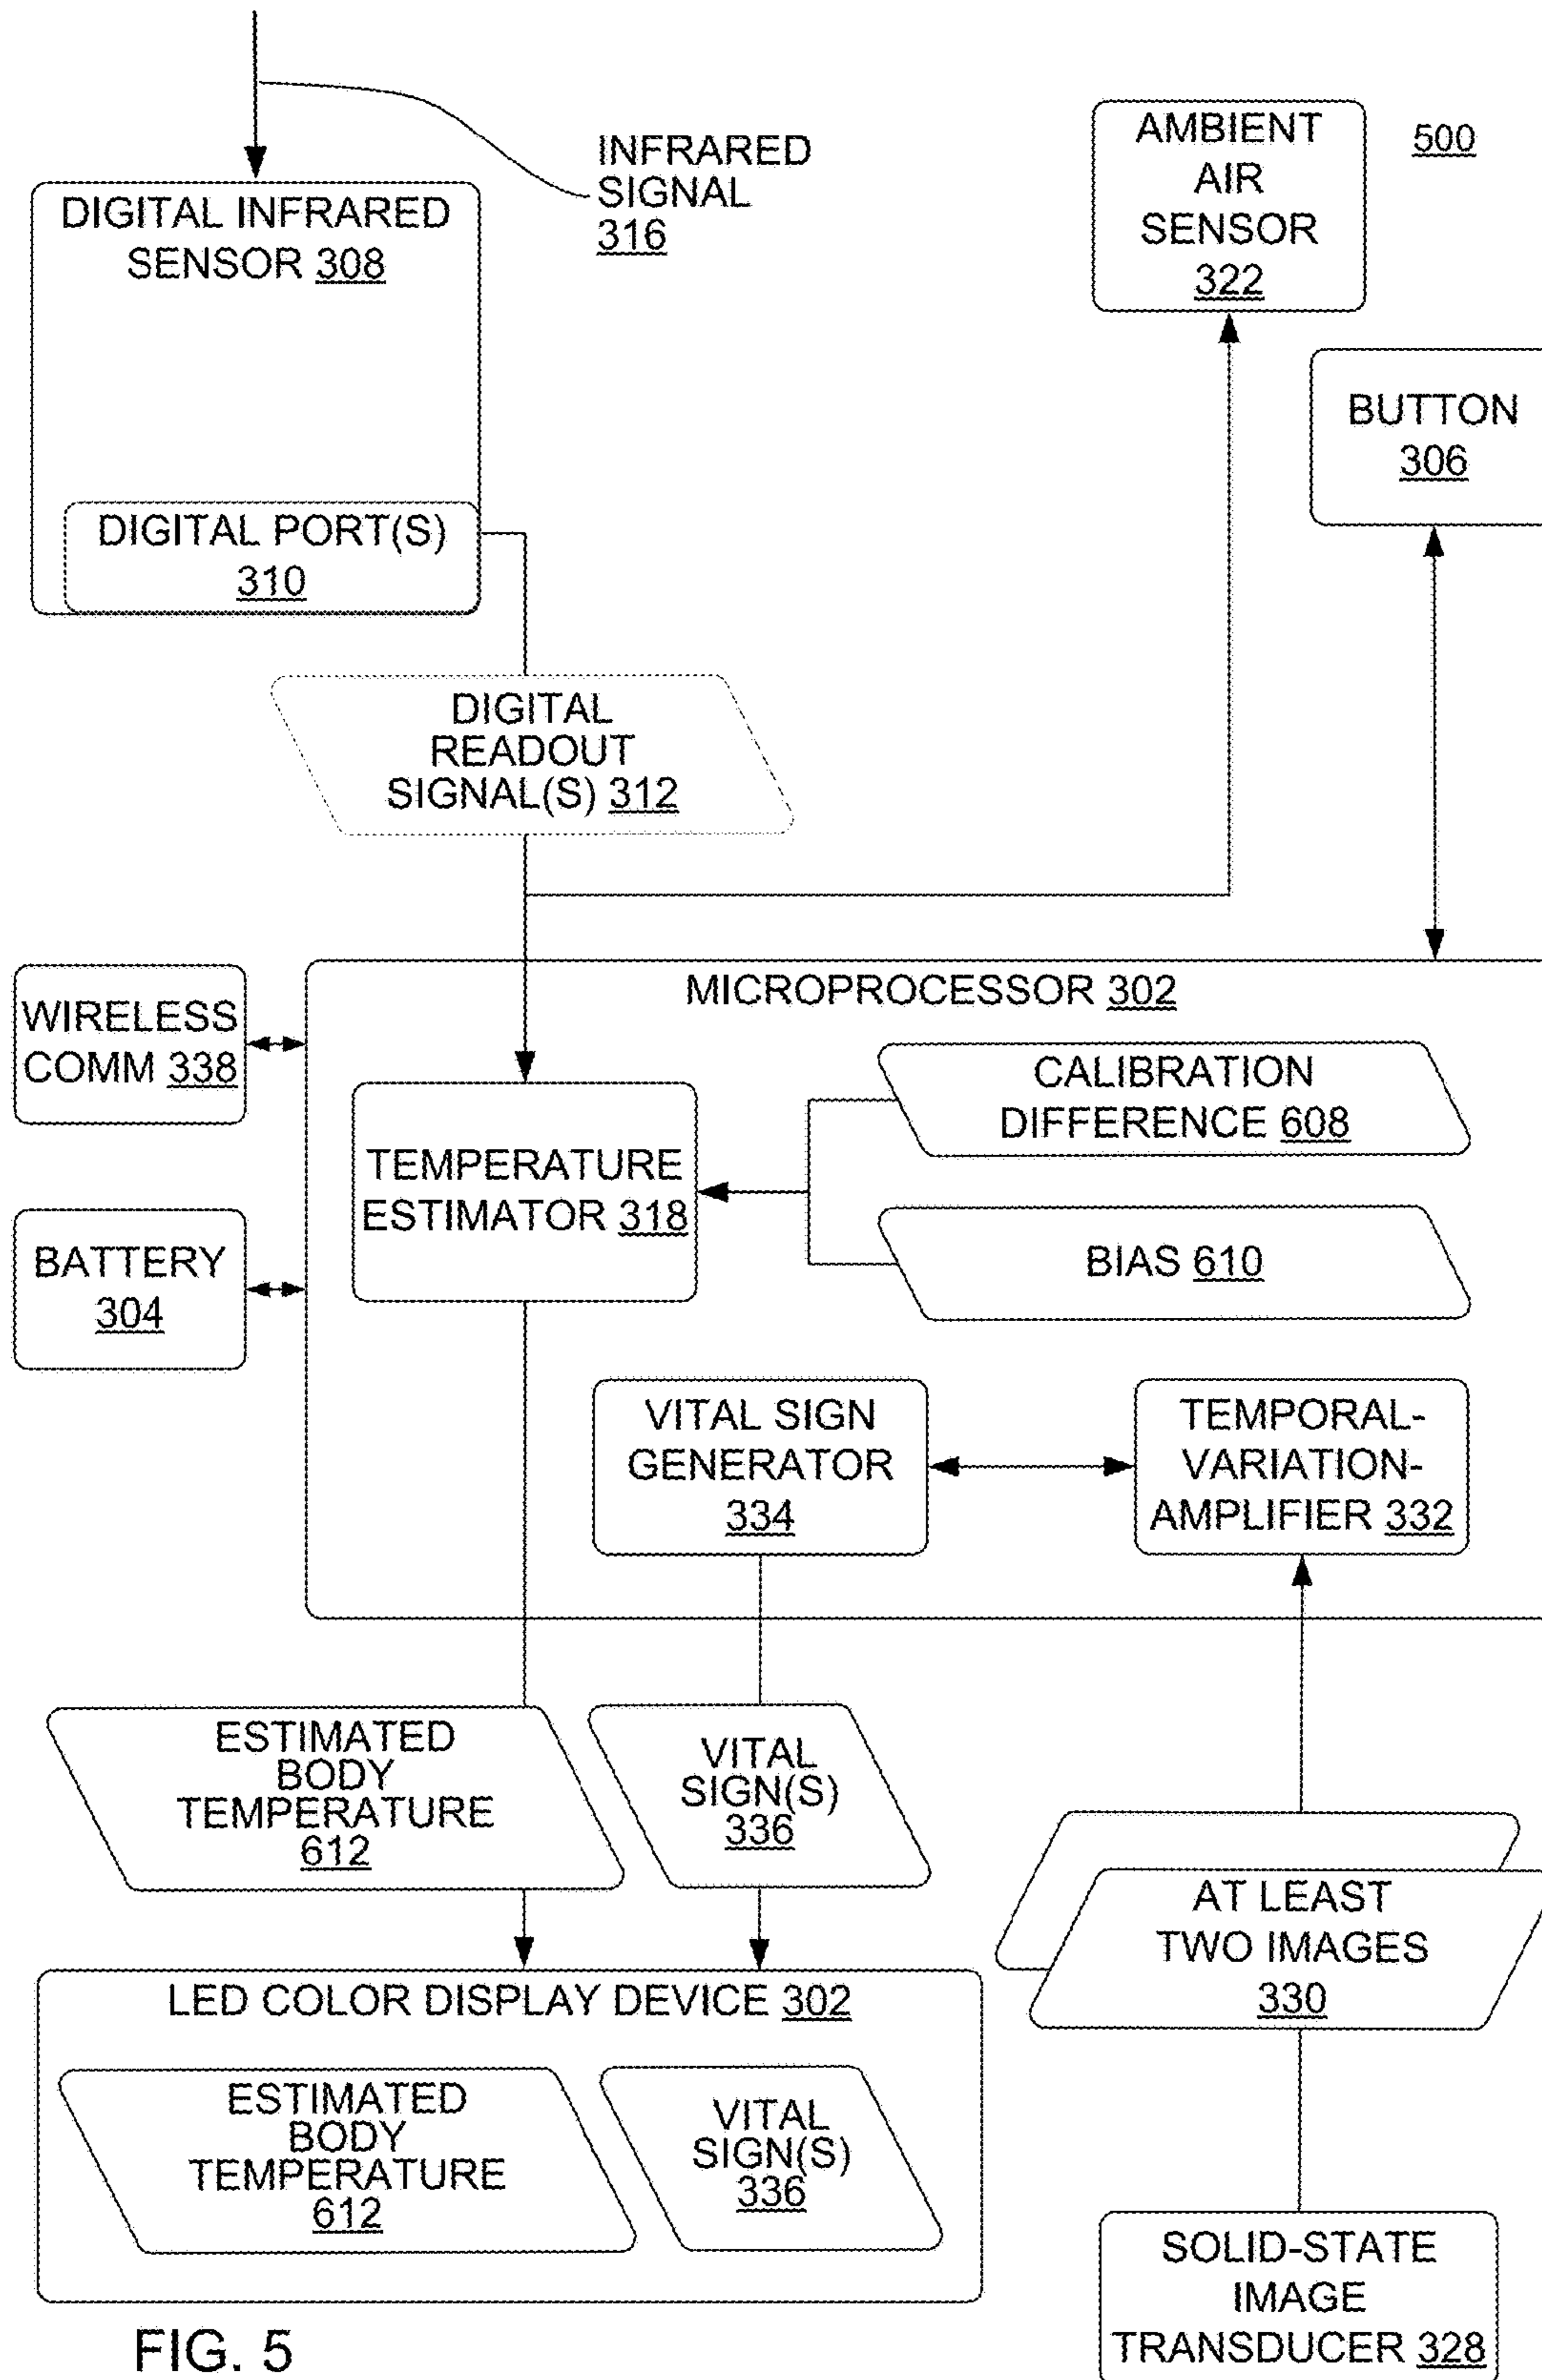 INFRARED
SIGNAL
316
AMBIENT
AIR
SENSOR
322
500
DIGITAL INFRARED
SENSOR 308
BUTTON
306
DIGITAL PORT(S)
310
DIGITAL
READOUT
SIGNAL(S) 312
MICROPROCESSOR 302
WIRELESS
COMM 338
CALIBRATION
DIFFERENCE 608
TEMPERATURE
ESTIMATOR 318
BATTERY
304
BIAS 610
VITAL SIGN
GENERATOR
334
TEMPORAL-
VARIATION-
AMPLIFIER 332
ESTIMATED
BODY
TEMPERATURE
612
VITAL
SIGN(S)
336
AT LEAST
TWO IMAGES
330
LED COLOR DISPLAY DEVICE 302
ESTIMATED
BODY
TEMPERATURE
612
VITAL
SIGN(S)
336
SOLID-STATE
IMAGE
TRANSDUCER 328
FIG. 5